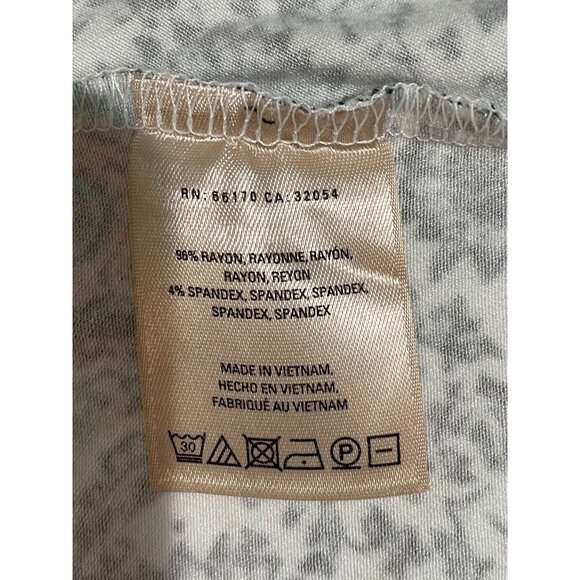 RN: 66170 CA: 32054
96% RAYON, RAYONNE, RAYÓN,
RAYON, REYON
4% SPANDEX, SPANDEX, SPANDEX,
SPANDEX, SPANDEX
MADE IN VIETNAM,
HECHO EN VIETNAM,
FABRIQUÉ AU VIETNAM
30 P